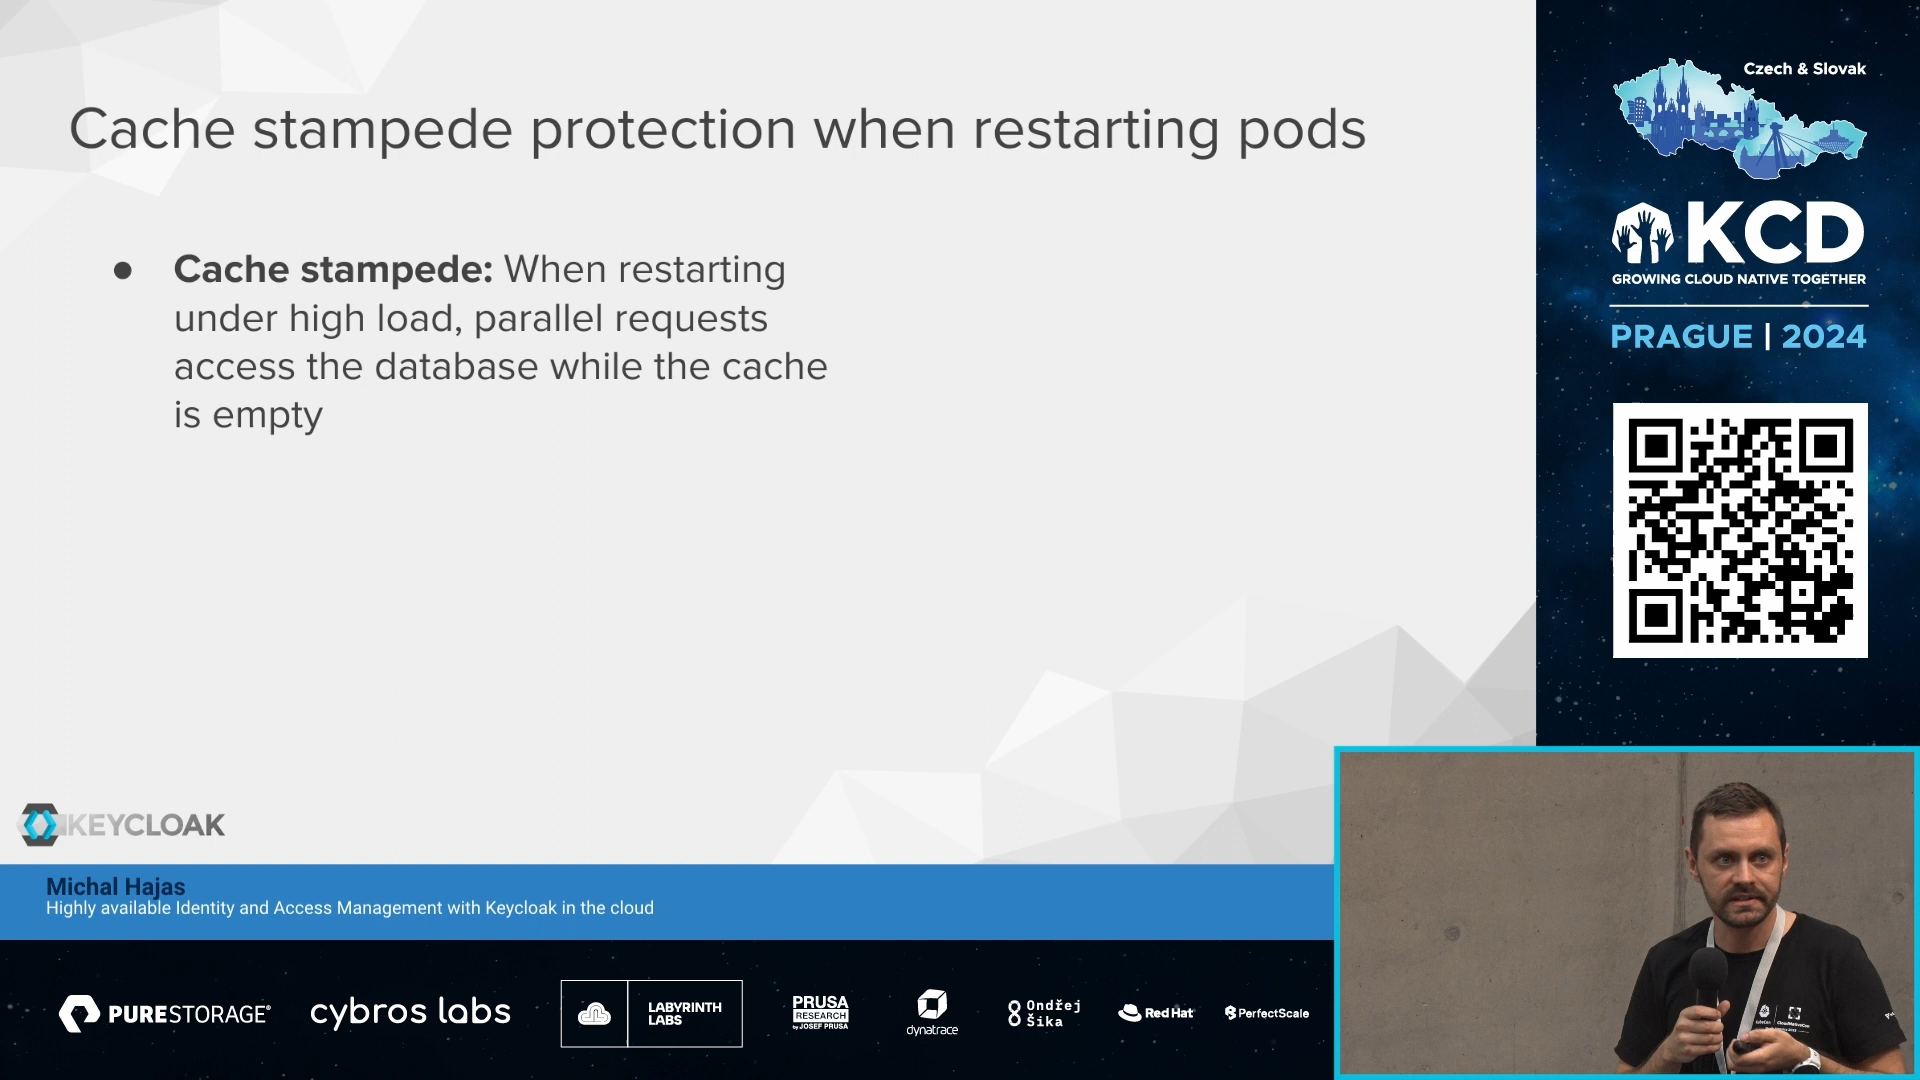 Cache stampede protection when restarting pods
● Cache stampede: When restarting
under high load, parallel requests
access the database while the cache
is empty
KEYCLOAK
Czech & Slovak
KCD
GROWING CLOUD NATIVE TOGETHER
PRAGUE | 2024
Michal Hajas
Highly available Identity and Access Management with Keycloak in the cloud
PURESTORAGE®
cybros labs
LABYRINTH
LABS
PRUSA
RESEARCH
by JOSEF PRUSA
dynatrace
Ondřej
Šika
Red Hat
PerfectScale